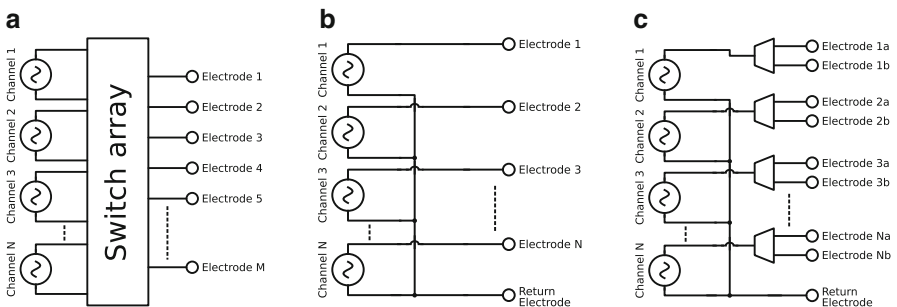 a
Channel 1
Channel 2
Channel 3
Channel N
Switch array
Electrode 1
Electrode 2
Electrode 3
Electrode 4
Electrode 5
Electrode M
b
Channel 1
Channel 2
Channel 3
Channel N
Electrode 1
Electrode 2
Electrode 3
Electrode N
Return
Electrode
c
Channel 1
Channel 2
Channel 3
Channel N
Electrode 1a
Electrode 1b
Electrode 2a
Electrode 2b
Electrode 3a
Electrode 3b
Electrode Na
Electrode Nb
Return
Electrode